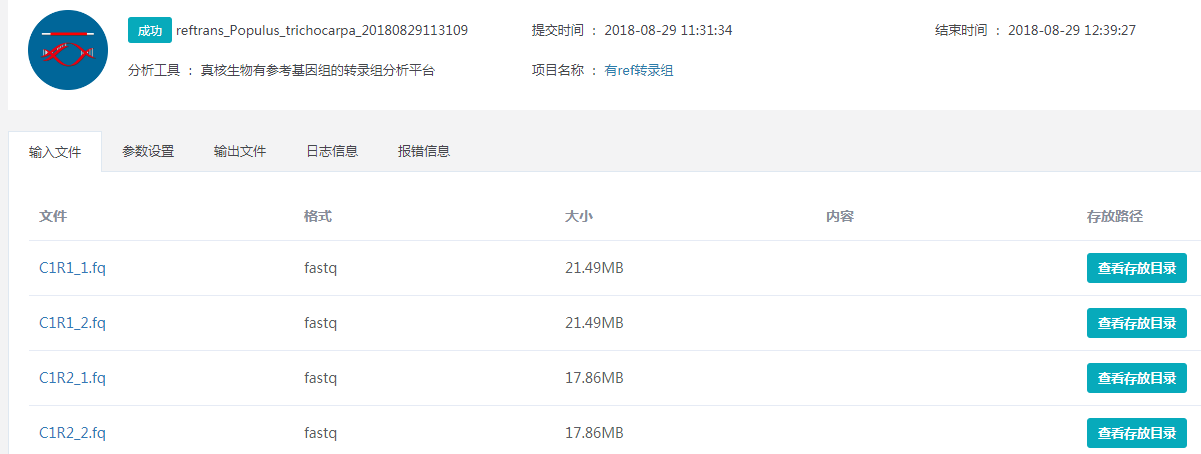 成功 reftrans_Populus_trichocarpa_20180829113109 提交时间 : 2018-08-29 11:31:34 结束时间 : 2018-08-29 12:39:27
分析工具 : 真核生物有参考基因组的转录组分析平台 项目名称 : 有ref转录组
输入文件 参数设置 输出文件 日志信息 报错信息
文件 格式 大小 内容 存放路径
C1R1_1.fq fastq 21.49MB 查看存放目录
C1R1_2.fq fastq 21.49MB 查看存放目录
C1R2_1.fq fastq 17.86MB 查看存放目录
C1R2_2.fq fastq 17.86MB 查看存放目录